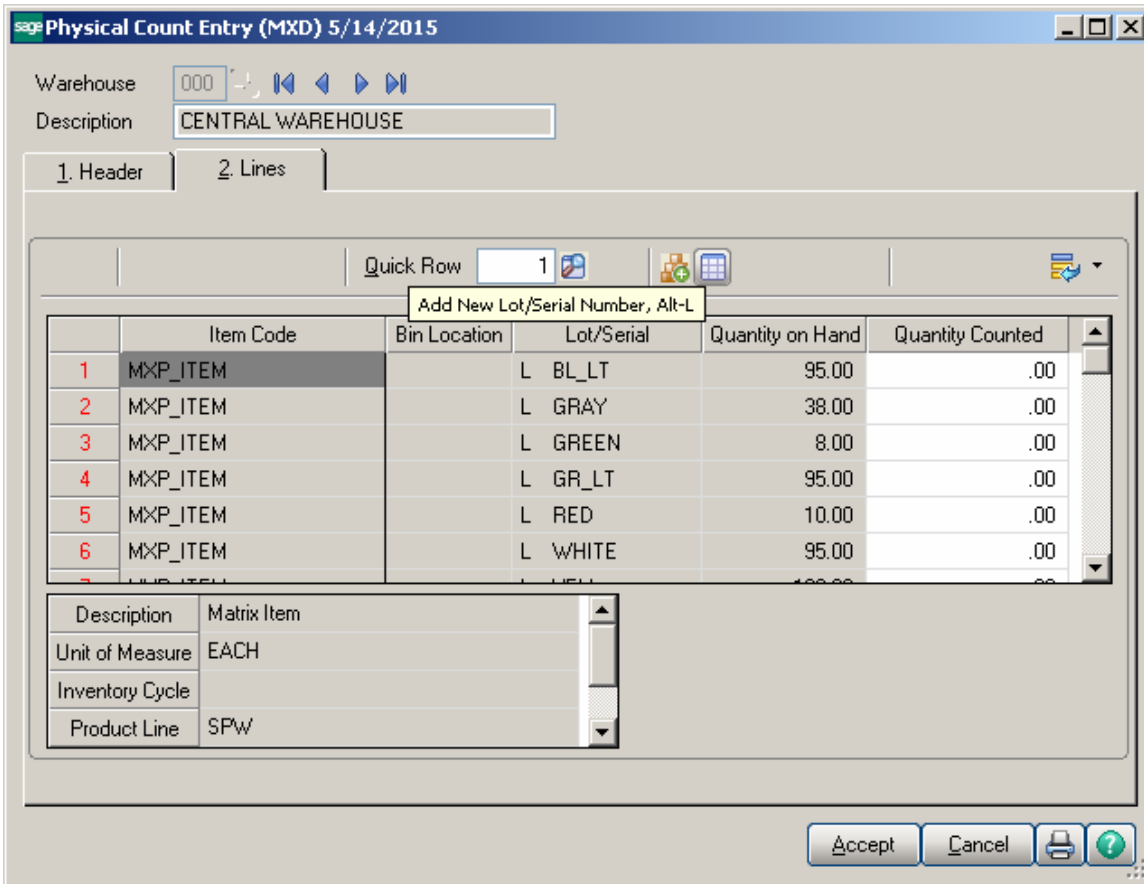 sage Physical Count Entry (MXD) 5/14/2015
Warehouse 000
Description CENTRAL WAREHOUSE
1. Header 2. Lines
Quick Row 1
Add New Lot/Serial Number, Alt-L
Item Code Bin Location Lot/Serial Quantity on Hand Quantity Counted
1 MXP_ITEM L BL_LT 95.00 .00
2 MXP_ITEM L GRAY 38.00 .00
3 MXP_ITEM L GREEN 8.00 .00
4 MXP_ITEM L GR_LT 95.00 .00
5 MXP_ITEM L RED 10.00 .00
6 MXP_ITEM L WHITE 95.00 .00
Description Matrix Item
Unit of Measure EACH
Inventory Cycle
Product Line SPW
Accept Cancel